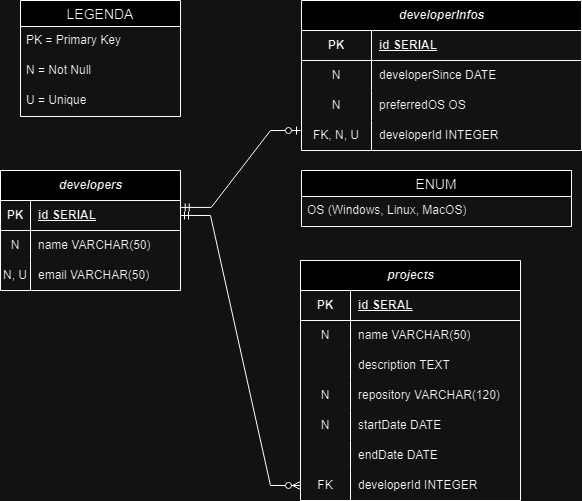 LEGENDA
PK = Primary Key
N = Not Null
U = Unique
developerInfos
PK id SERIAL
N developerSince DATE
N preferredOS OS
FK, N, U developerId INTEGER
developers
PK id SERIAL
N name VARCHAR(50)
N, U email VARCHAR(50)
ENUM
OS (Windows, Linux, MacOS)
projects
PK id SERAL
N name VARCHAR(50)
description TEXT
N repository VARCHAR(120)
N startDate DATE
endDate DATE
FK developerId INTEGER